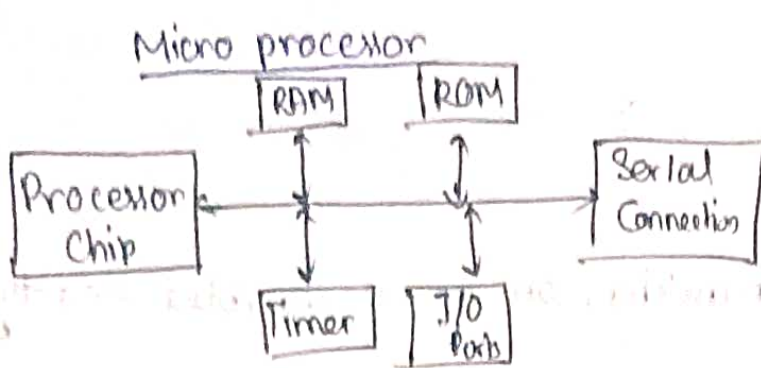 Micro processor
RAM
ROM
Processor
Chip
Serial
Connection
Timer
I/O
Ports